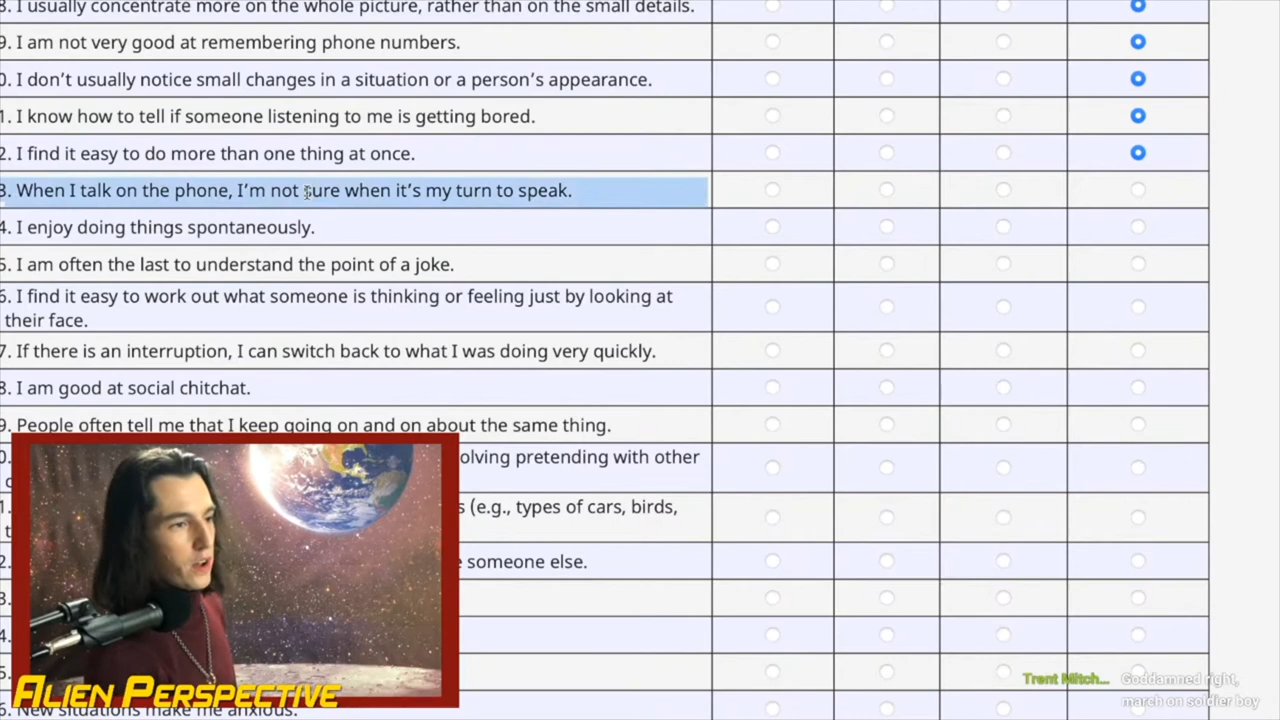 8. I usually concentrate more on the whole picture, rather than on the small details.
9. I am not very good at remembering phone numbers.
0. I don't usually notice small changes in a situation or a person's appearance.
1. I know how to tell if someone listening to me is getting bored.
2. I find it easy to do more than one thing at once.
3. When I talk on the phone, I'm not sure when it's my turn to speak.
4. I enjoy doing things spontaneously.
5. I am often the last to understand the point of a joke.
6. I find it easy to work out what someone is thinking or feeling just by looking at
their face.
7. If there is an interruption, I can switch back to what I was doing very quickly.
8. I am good at social chitchat.
9. People often tell me that I keep going on and on about the same thing.
0. olving pretending with other
1. s (e.g., types of cars, birds,
2. someone else.
3.
4.
5.
6. New situations make me anxious.
ALIEN PERSPECTIVE
Trent Mitch... Goddamned right,
march on soldier boy